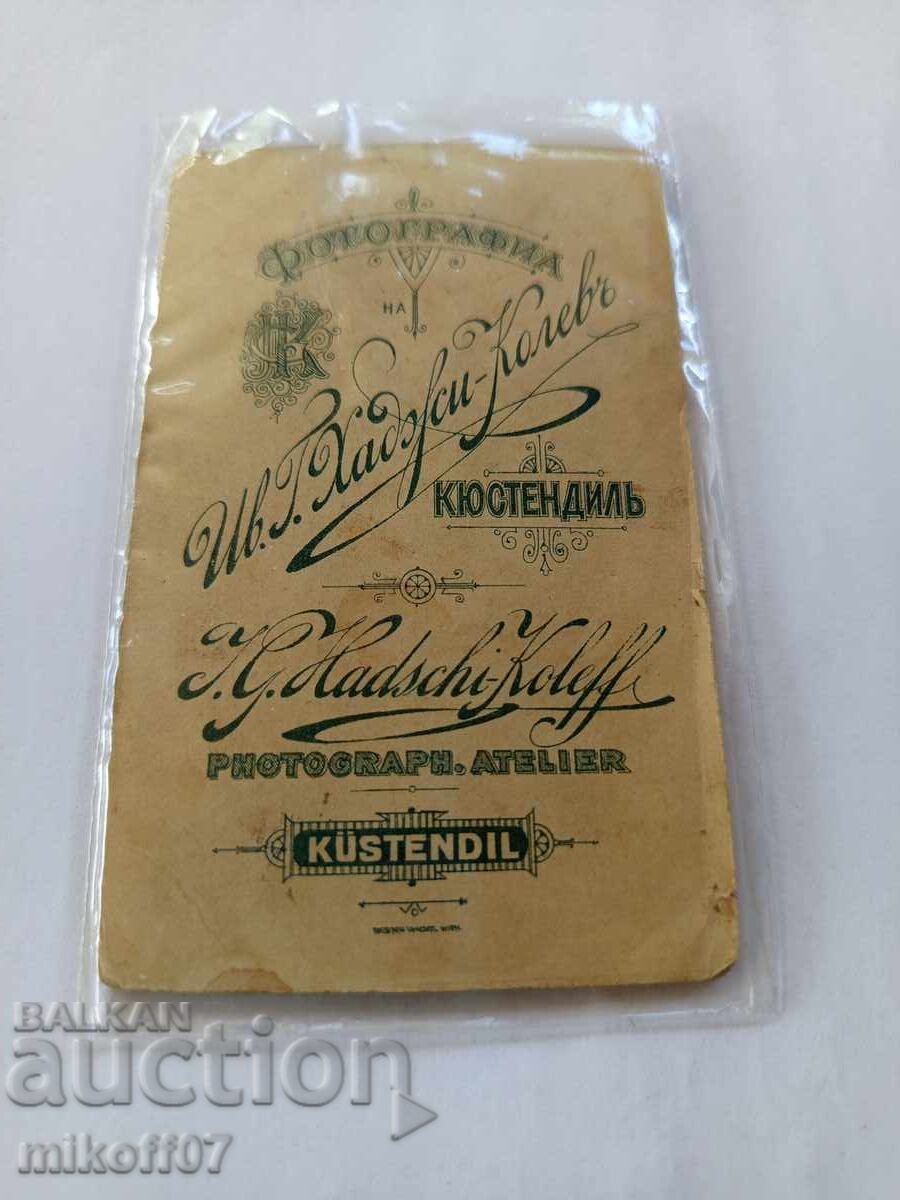 ФОТОГРАФИЯ
НА
Ив. Г. Хаджи-Колевъ
КЮСТЕНДИЛЬ
J. G. Hadschi-Koleff
PHOTOGRAPH. ATELIER
KÜSTENDIL
BALKAN
auction
mikoff07